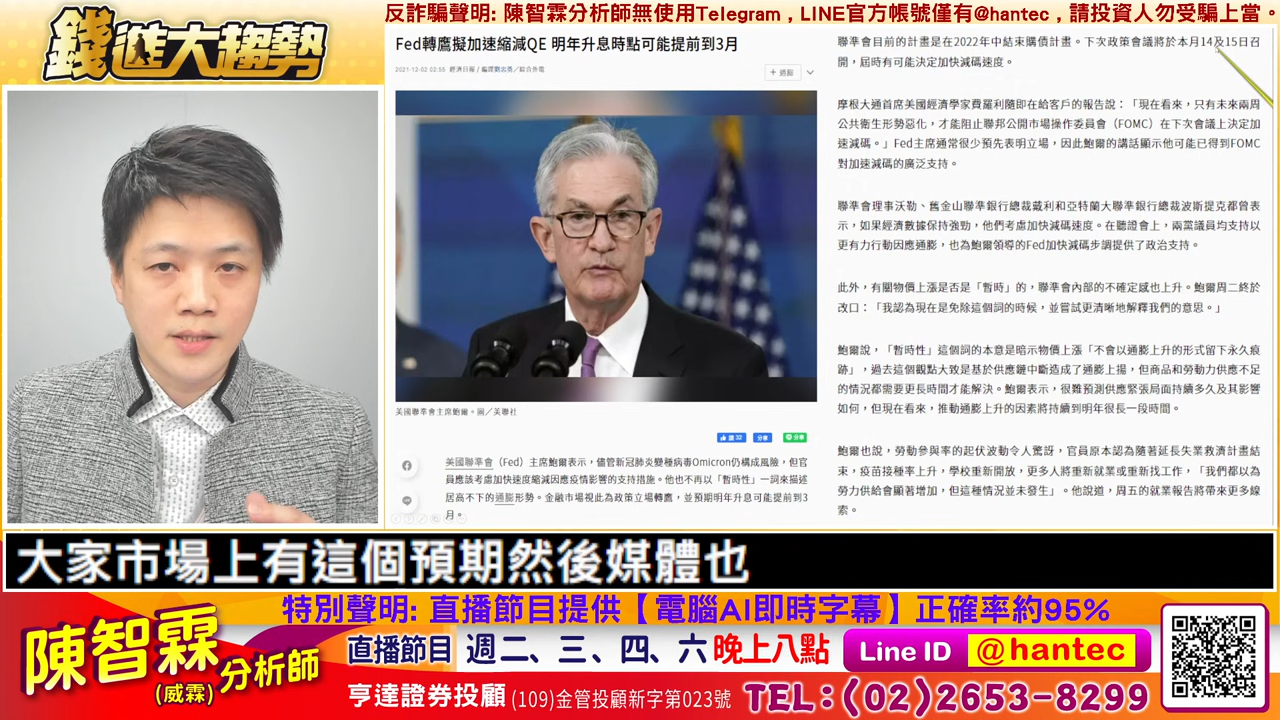 反詐騙聲明: 陳智霖分析師無使用Telegram , LINE官方帳號僅有@hantec , 請投資人勿受騙上當。
錢進大趨勢
Fed轉鷹擬加速縮減QE 明年升息時點可能提前到3月
2021-12-02 02:55 經濟日報 / 編譯劉忠勇／綜合外電
+ 通膨
美國聯準會主席鮑爾。圖／美聯社
讚 32 分享 分享
美國聯準會（Fed）主席鮑爾表示，儘管新冠肺炎變種病毒Omicron仍構成風險，但官
員應該考慮加快速度縮減因應疫情影響的支持措施。他也不再以「暫時性」一詞來描述
居高不下的通膨形勢。金融市場視此為政策立場轉鷹，並預期明年升息可能提前到3
月。
聯準會目前的計畫是在2022年中結束購債計畫。下次政策會議將於本月14及15日召
開，屆時有可能決定加快減碼速度。
摩根大通首席美國經濟學家費羅利隨即在給客戶的報告說：「現在看來，只有未來兩周
公共衛生形勢惡化，才能阻止聯邦公開市場操作委員會（FOMC）在下次會議上決定加
速減碼。」Fed主席通常很少預先表明立場，因此鮑爾的講話顯示他可能已得到FOMC
對加速減碼的廣泛支持。
聯準會理事沃勒、舊金山聯準銀行總裁戴利和亞特蘭大聯準銀行總裁波斯提克都曾表
示，如果經濟數據保持強勁，他們考慮加快減碼速度。在聽證會上，兩黨議員均支持以
更有力行動因應通膨，也為鮑爾領導的Fed加快減碼步調提供了政治支持。
此外，有關物價上漲是否是「暫時」的，聯準會內部的不確定感也上升。鮑爾周二終於
改口：「我認為現在是免除這個詞的時候，並嘗試更清晰地解釋我們的意思。」
鮑爾說，「暫時性」這個詞的本意是暗示物價上漲「不會以通膨上升的形式留下永久痕
跡」，過去這個觀點大致是基於供應鏈中斷造成了通膨上揚，但商品和勞動力供應不足
的情況都需要更長時間才能解決。鮑爾表示，很難預測供應緊張局面持續多久及其影響
如何，但現在看來，推動通膨上升的因素將持續到明年很長一段時間。
鮑爾也說，勞動參與率的起伏波動令人驚訝，官員原本認為隨著延長失業救濟計畫結
束，疫苗接種率上升，學校重新開放，更多人將重新就業或重新找工作，「我們都以為
勞力供給會顯著增加，但這種情況並未發生」。他說道，周五的就業報告將帶來更多線
索。
大家市場上有這個預期然後媒體也
特別聲明: 直播節目提供【電腦AI即時字幕】正確率約95%
陳智霖
(威霖)
分析師
直播節目 週二、三、四、六 晚上八點
Line ID @hantec
亨達證券投顧 (109)金管投顧新字第023號 TEL：(02)2653-8299